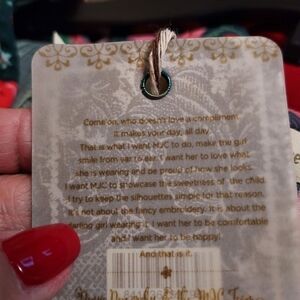 Come on, who doesn't love a compliment
It makes your day, all day
That is what I want MJC to do, make the girl
smile from ear to ear. I want her to love what
she is wearing and be proud of how she looks.
I want MJC to showcase the sweetness of the child.
I try to keep the silhouettes simple for that reason.
It's not about the fancy embroidery. It is about the
darling girl wearing it. I want her to be comfortable
and I want her to be happy!
And that is it.